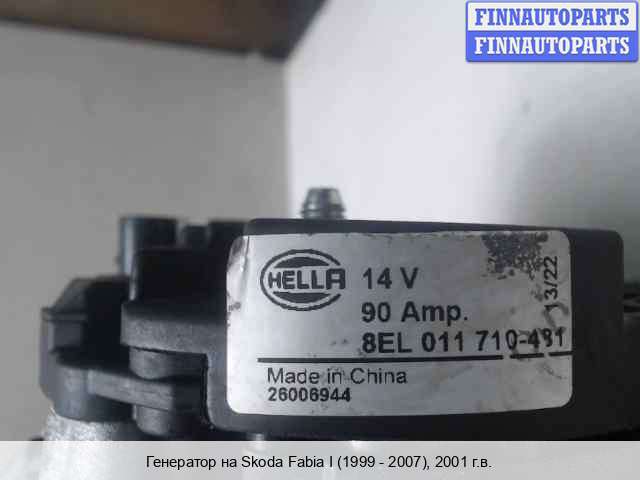 FINNAUTOPARTS
FINNAUTOPARTS
HELLA
14 V
90 Amp.
8EL 011 710-431
13/22
Made in China
26006944
Генератор на Skoda Fabia I (1999 - 2007), 2001 г.в.